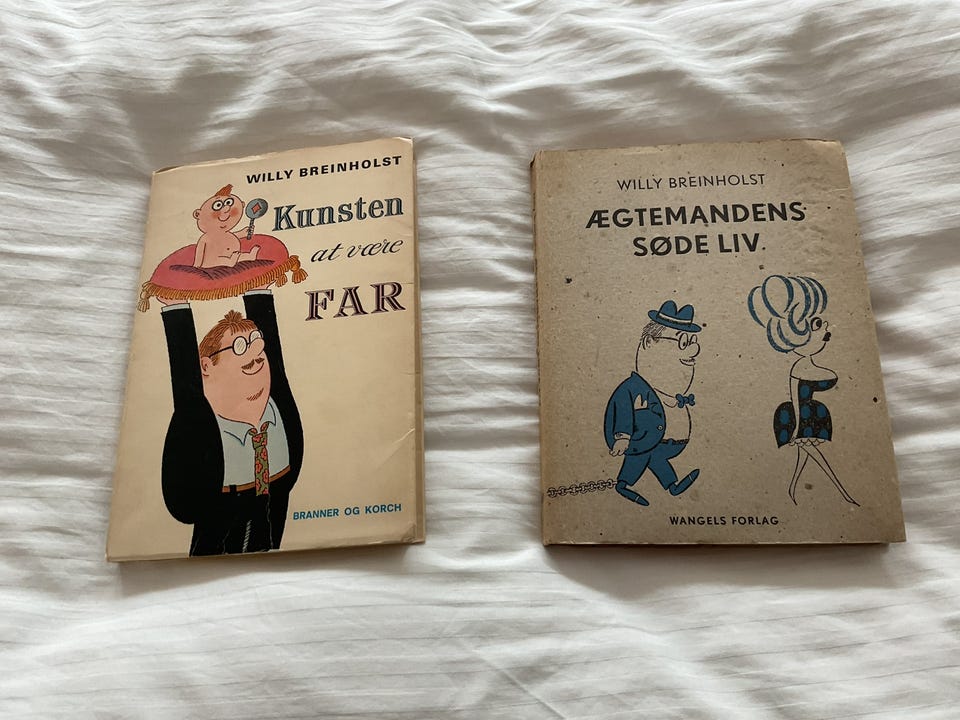 WILLY BREINHOLST
Kunsten
at være
FAR
BRANNER OG KORCH
WILLY BREINHOLST
ÆGTEMANDENS
SØDE LIV
WANGELS FORLAG